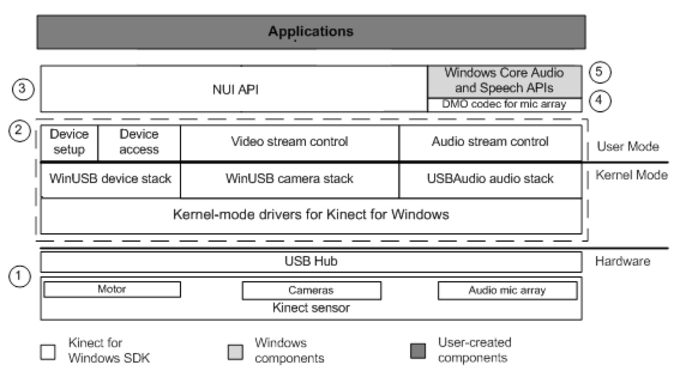 Applications
3
NUI API
Windows Core Audio
and Speech APIs
5
DMO codec for mic array
4
2
Device
setup
Device
access
Video stream control
Audio stream control
User Mode
WinUSB device stack
WinUSB camera stack
USBAudio audio stack
Kernel Mode
Kernel-mode drivers for Kinect for Windows
1
USB Hub
Hardware
Motor
Cameras
Audio mic array
Kinect sensor
Kinect for
Windows SDK
Windows
components
User-created
components